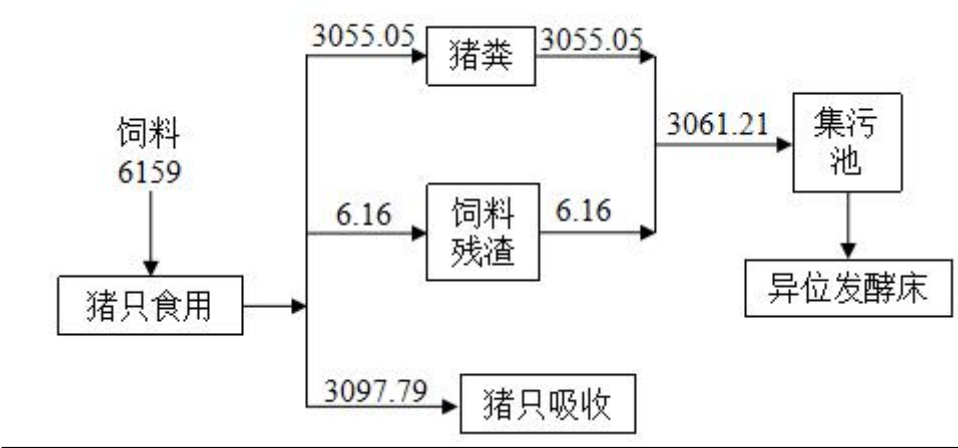 3055.05
猪粪
3055.05
饲料
6159
3061.21
集污
池
6.16
饲料
残渣
6.16
猪只食用
异位发酵床
3097.79
猪只吸收